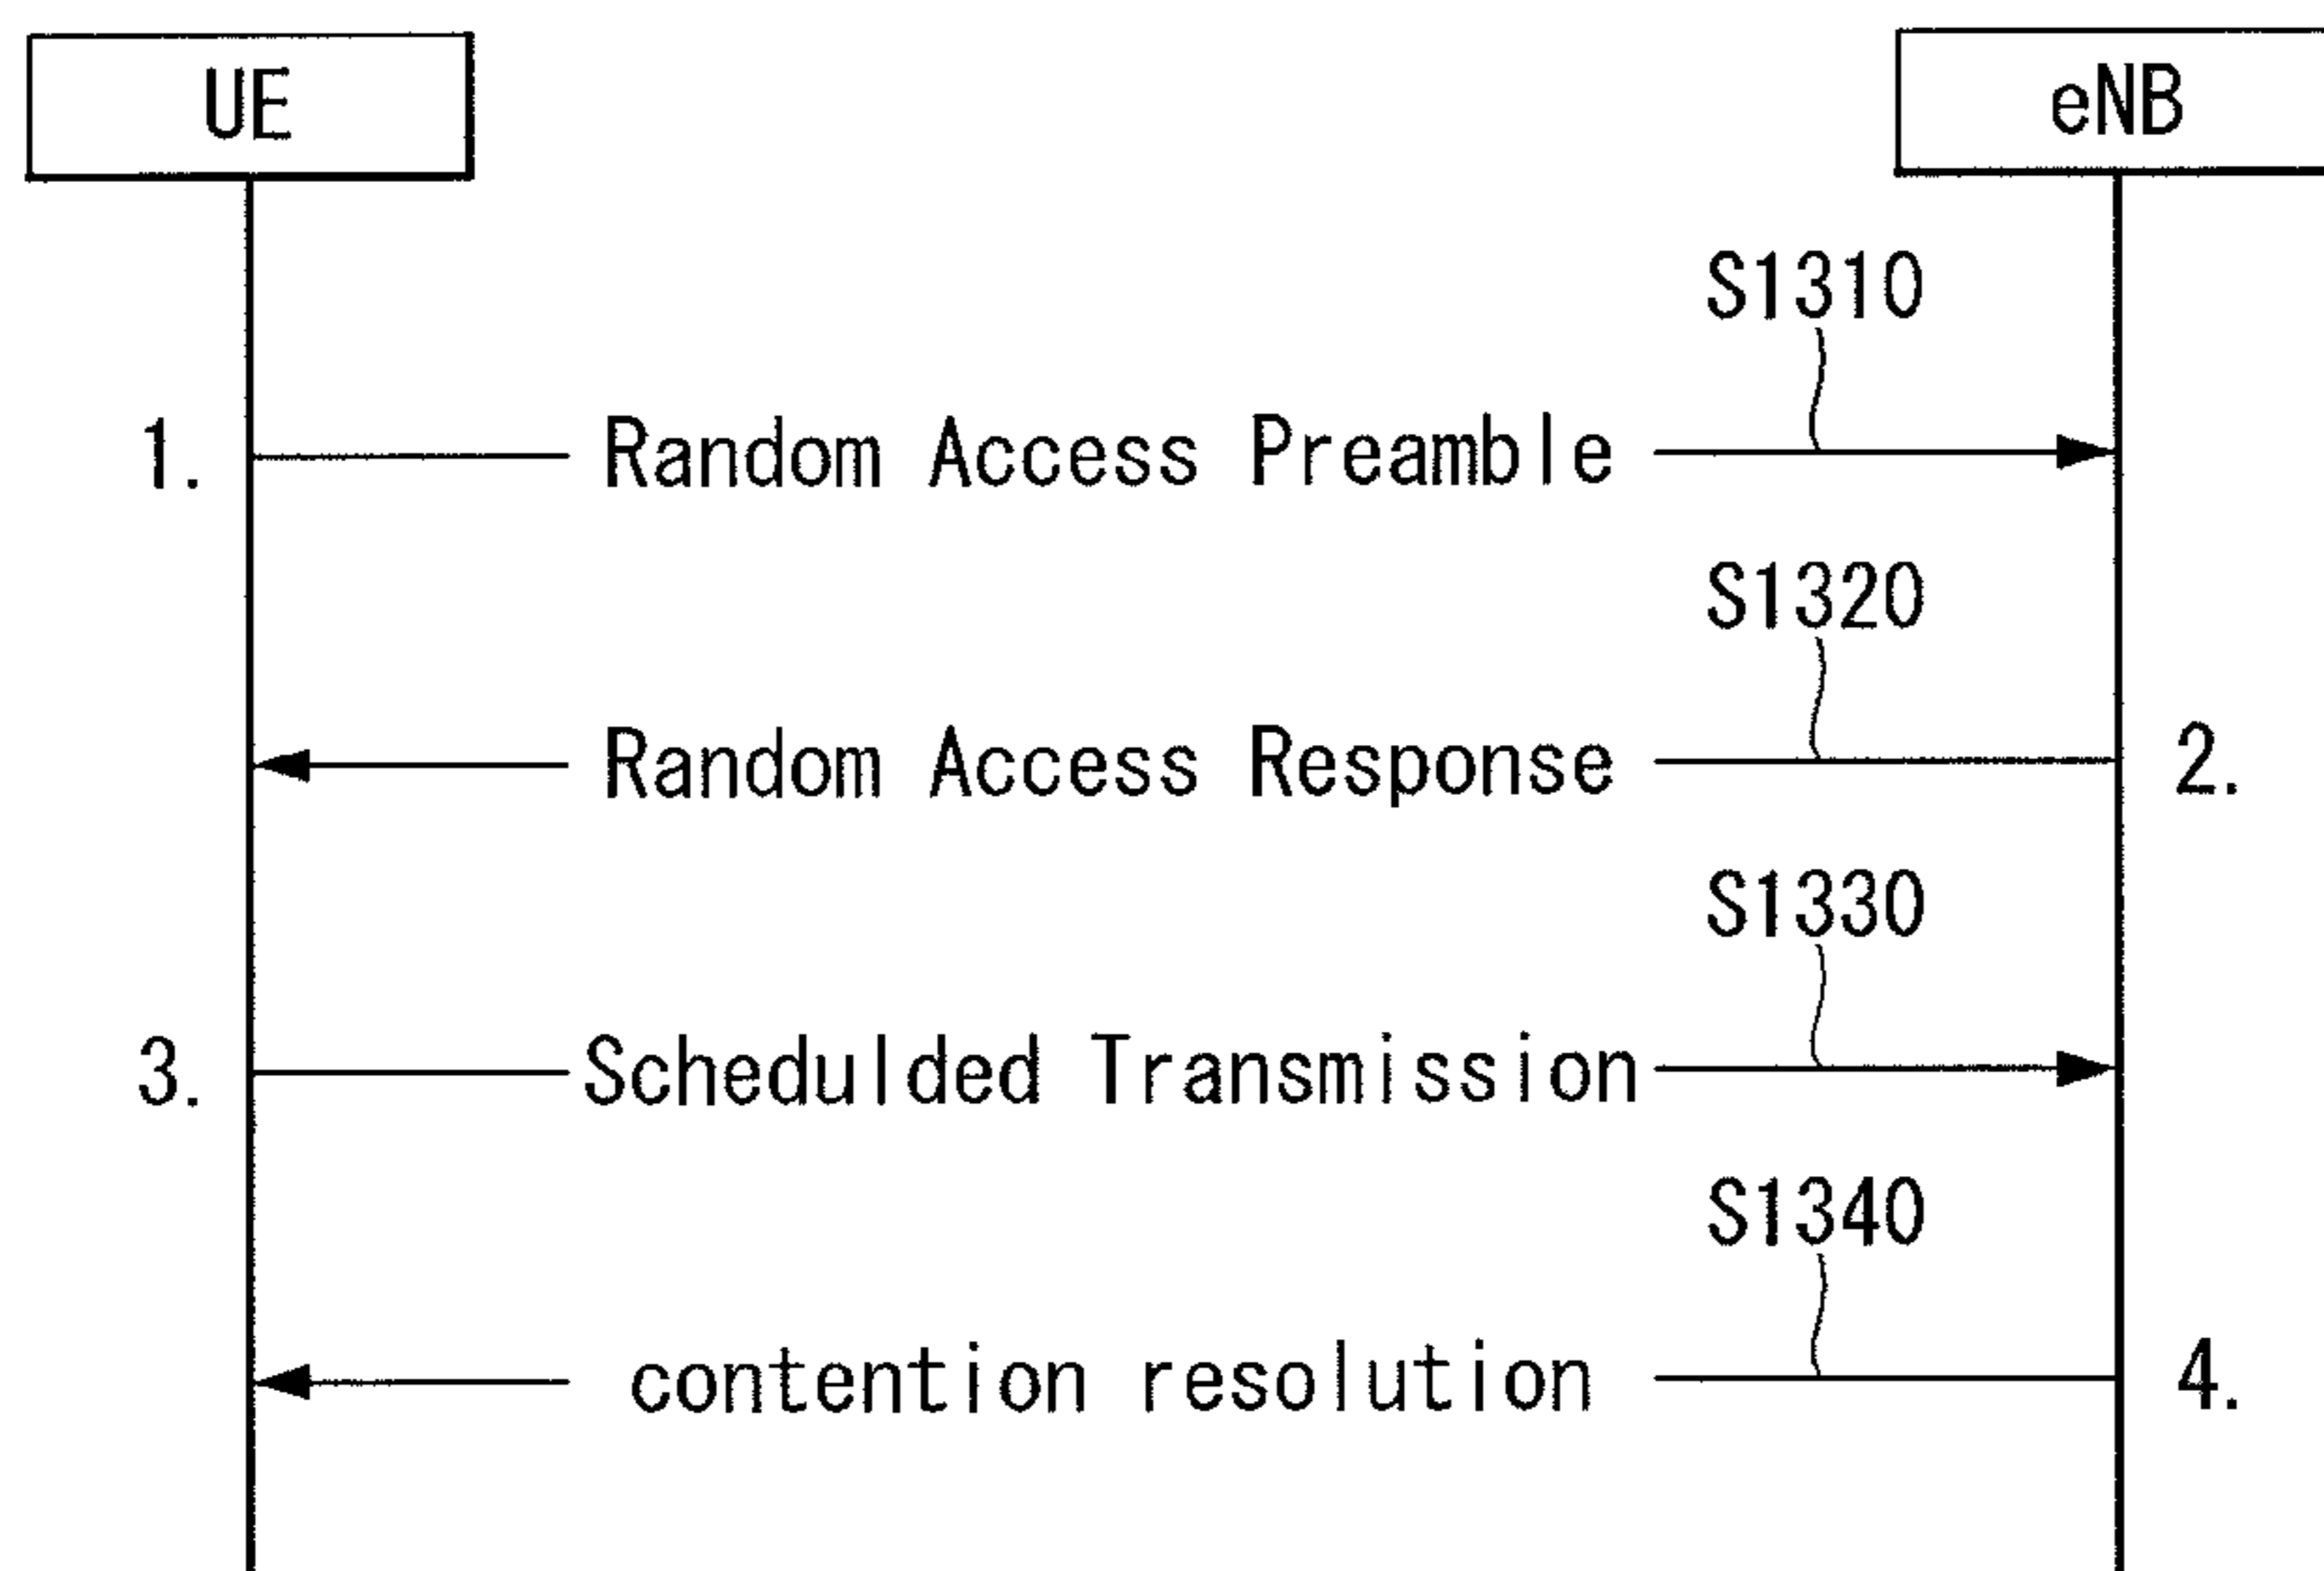 UE
eNB
S1310
1. Random Access Preamble
S1320
Random Access Response 2.
S1330
3. Schedulded Transmission
S1340
contention resolution 4.